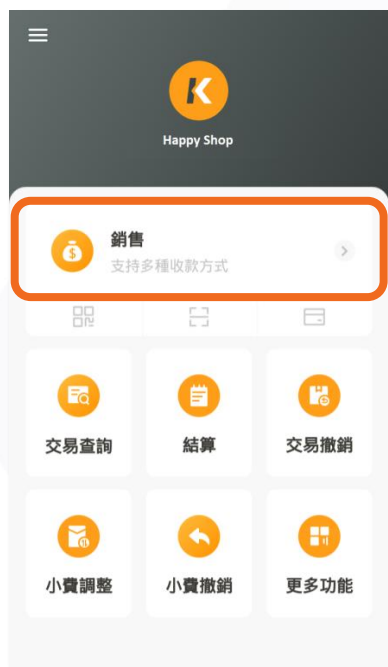 Happy Shop
銷售
支持多種收款方式
交易查詢
結算
交易撤銷
小費調整
小費撤銷
更多功能